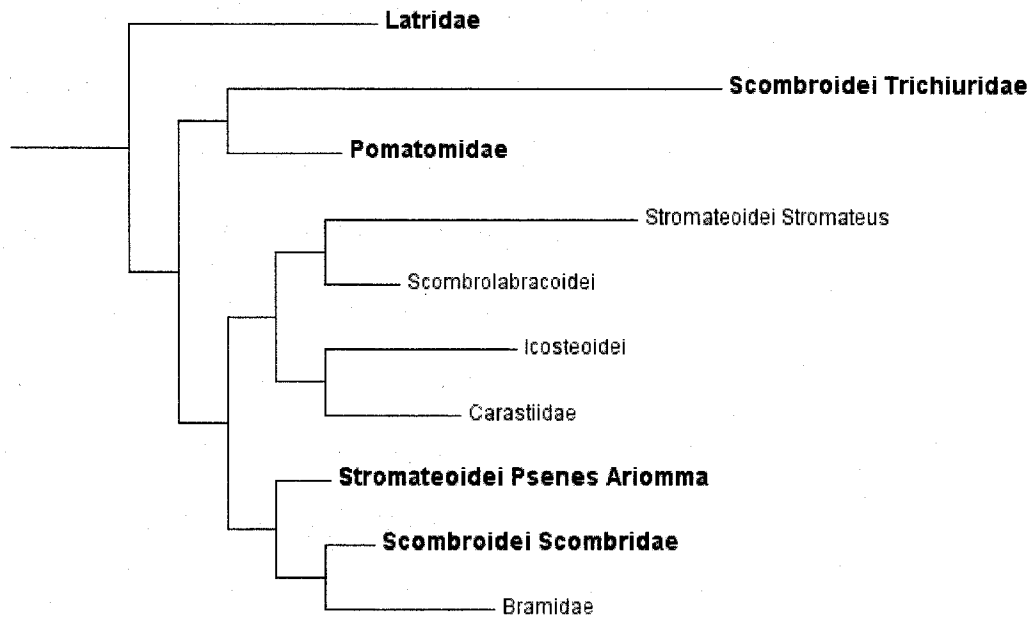 Latridae
Scombroidei Trichiuridae
Pomatomidae
Stromateoidei Stromateus
Scombrolabracoidei
Icosteoidei
Carastiidae
Stromateoidei Psenes Ariomma
Scombroidei Scombridae
Bramidae